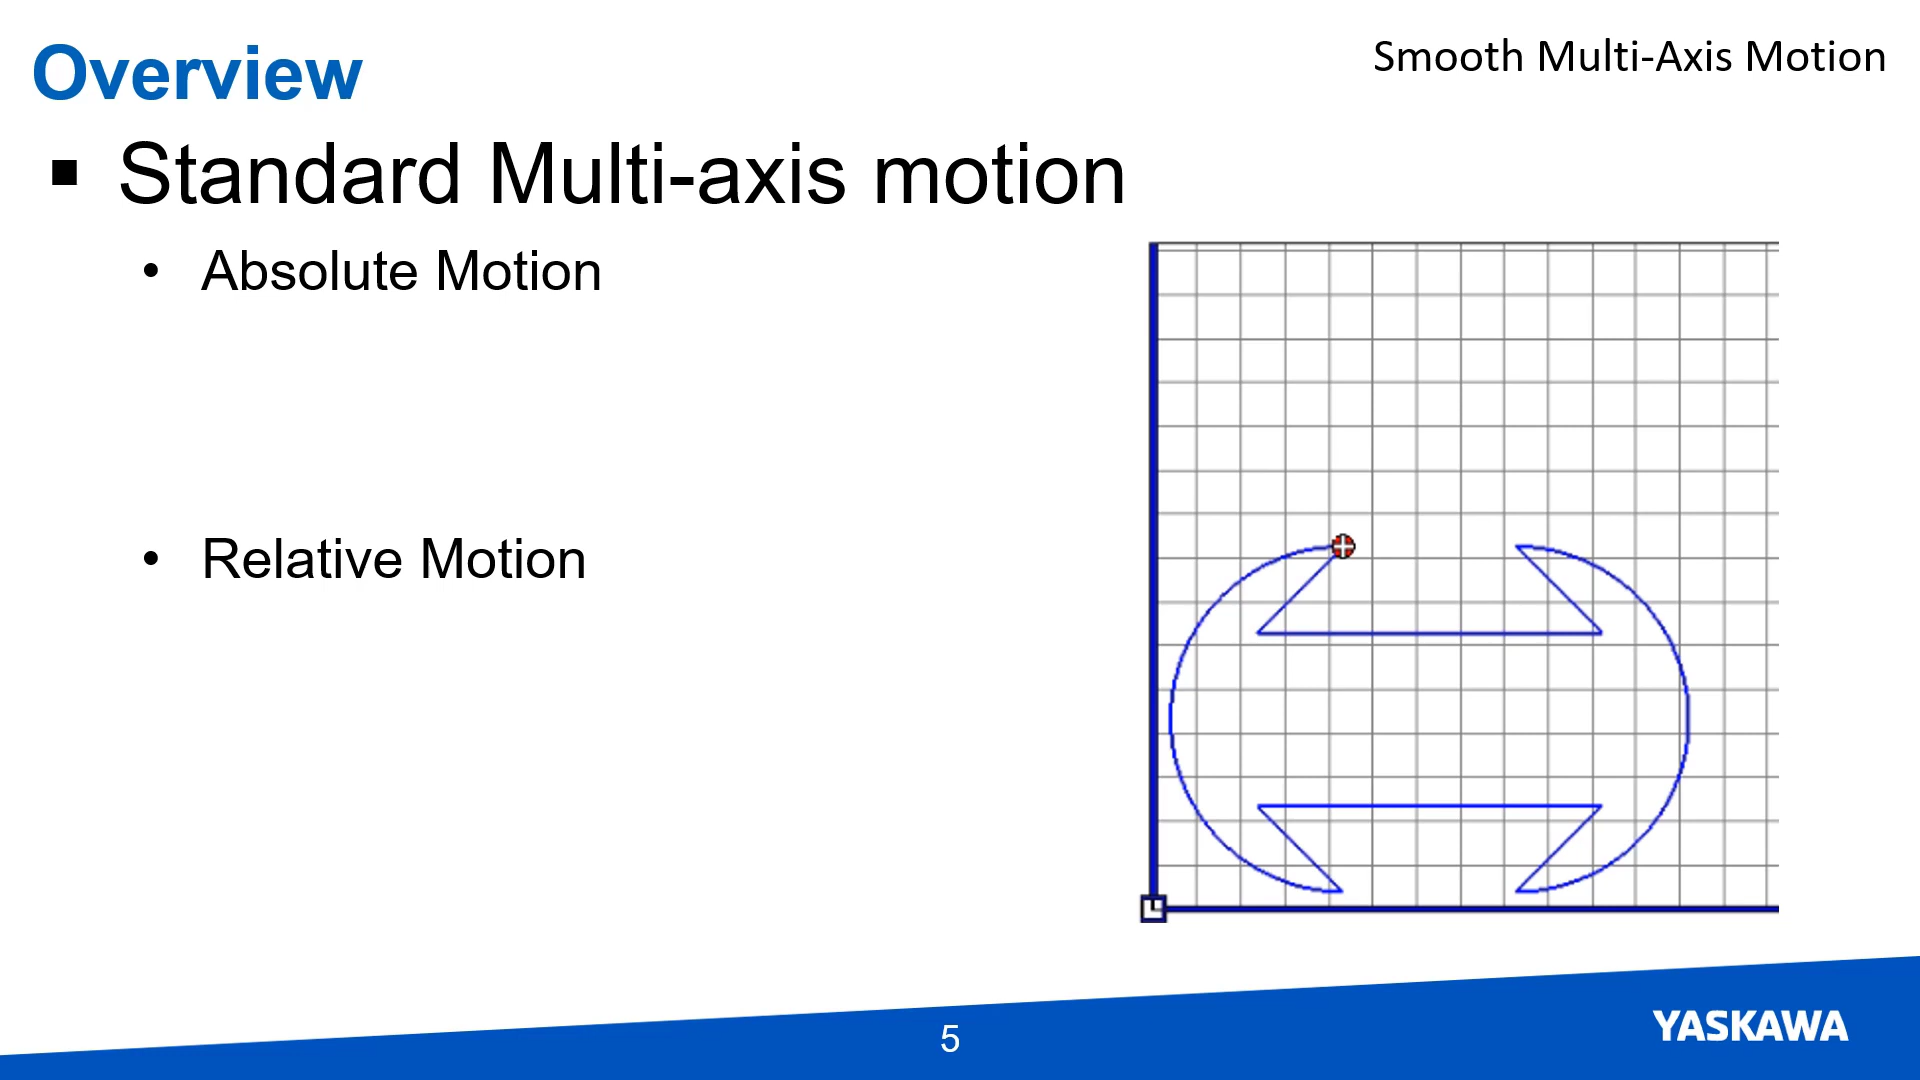 Overview
Smooth Multi-Axis Motion
Standard Multi-axis motion
Absolute Motion
Relative Motion
5
YASKAWA